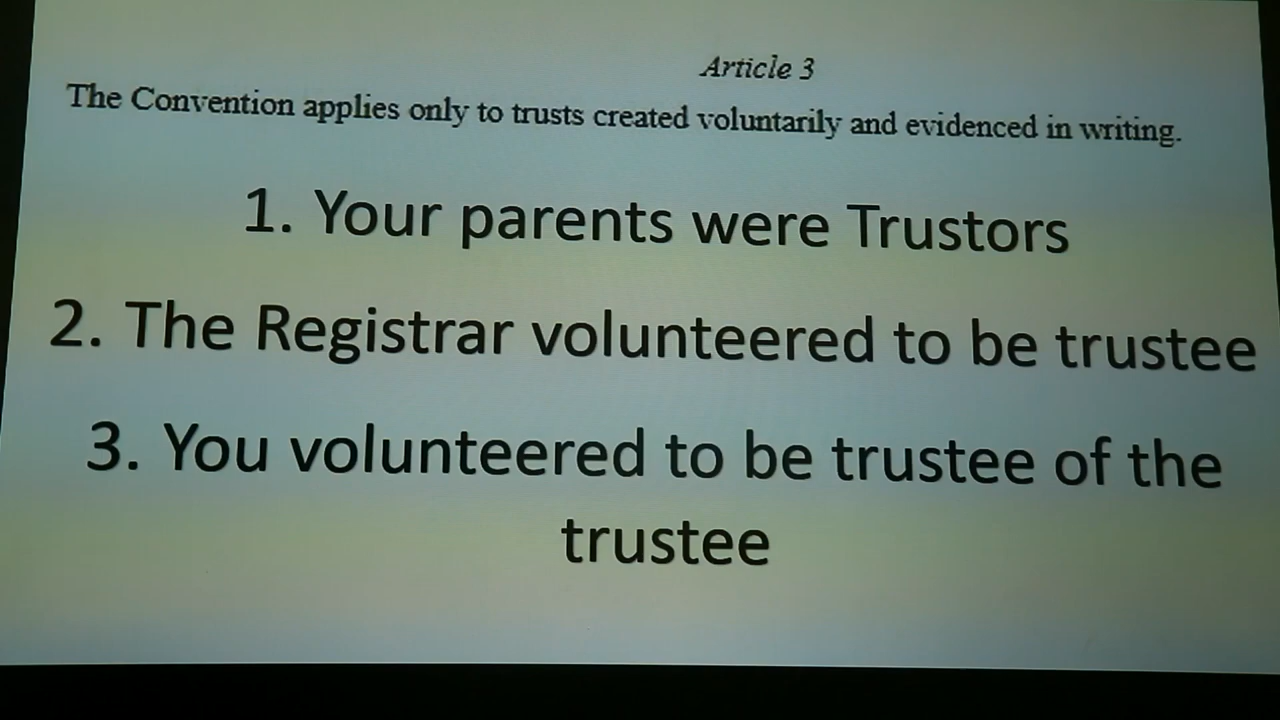 Article 3
The Convention applies only to trusts created voluntarily and evidenced in writing.
1. Your parents were Trustors
2. The Registrar volunteered to be trustee
3. You volunteered to be trustee of the
trustee